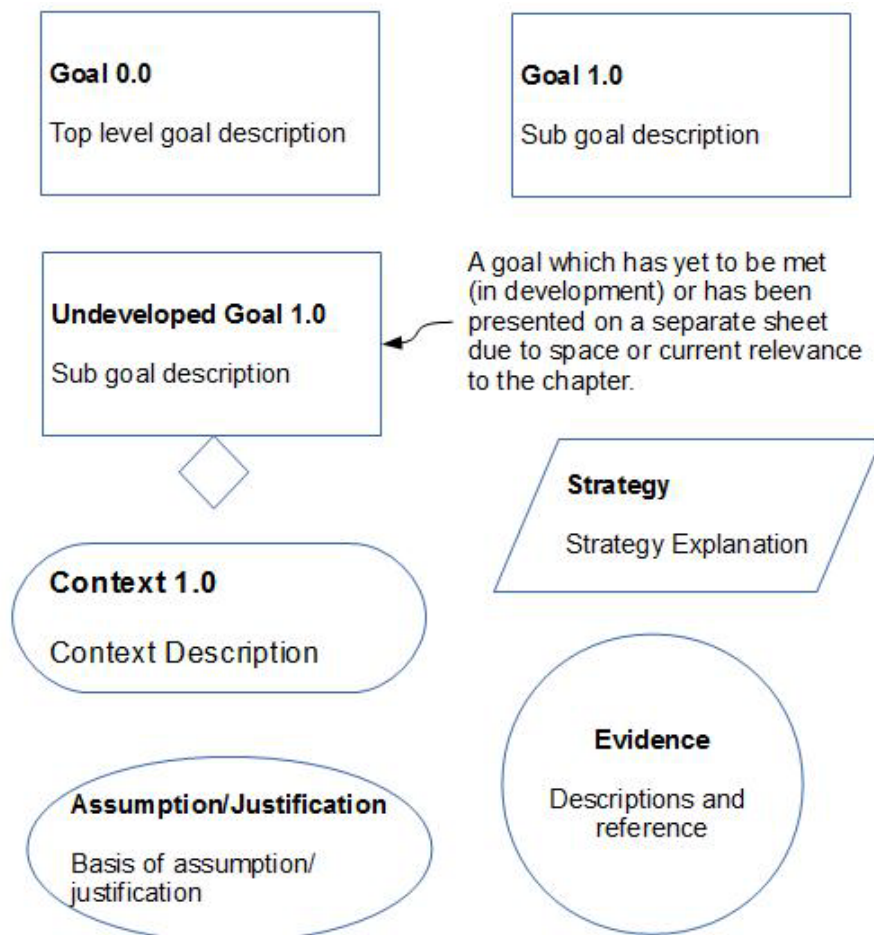 Goal 0.0
Top level goal description
Goal 1.0
Sub goal description
Undeveloped Goal 1.0
Sub goal description
A goal which has yet to be met
(in development) or has been
presented on a separate sheet
due to space or current relevance
to the chapter.
Strategy
Strategy Explanation
Context 1.0
Context Description
Evidence
Descriptions and
reference
Assumption/Justification
Basis of assumption/
justification